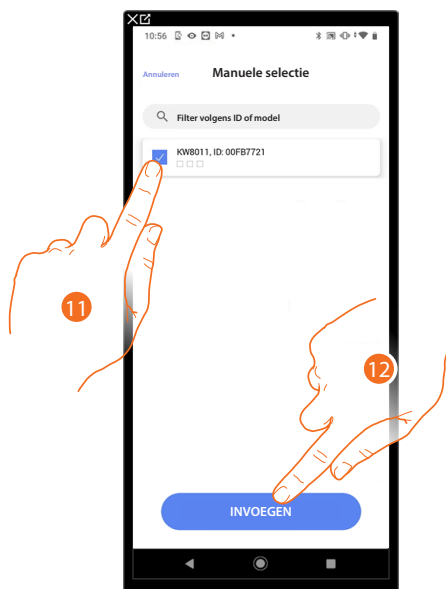 10:56
Annuleren
Manuele selectie
Filter volgens ID of model
KW8011, ID: 00FB7721
11
12
INVOEGEN